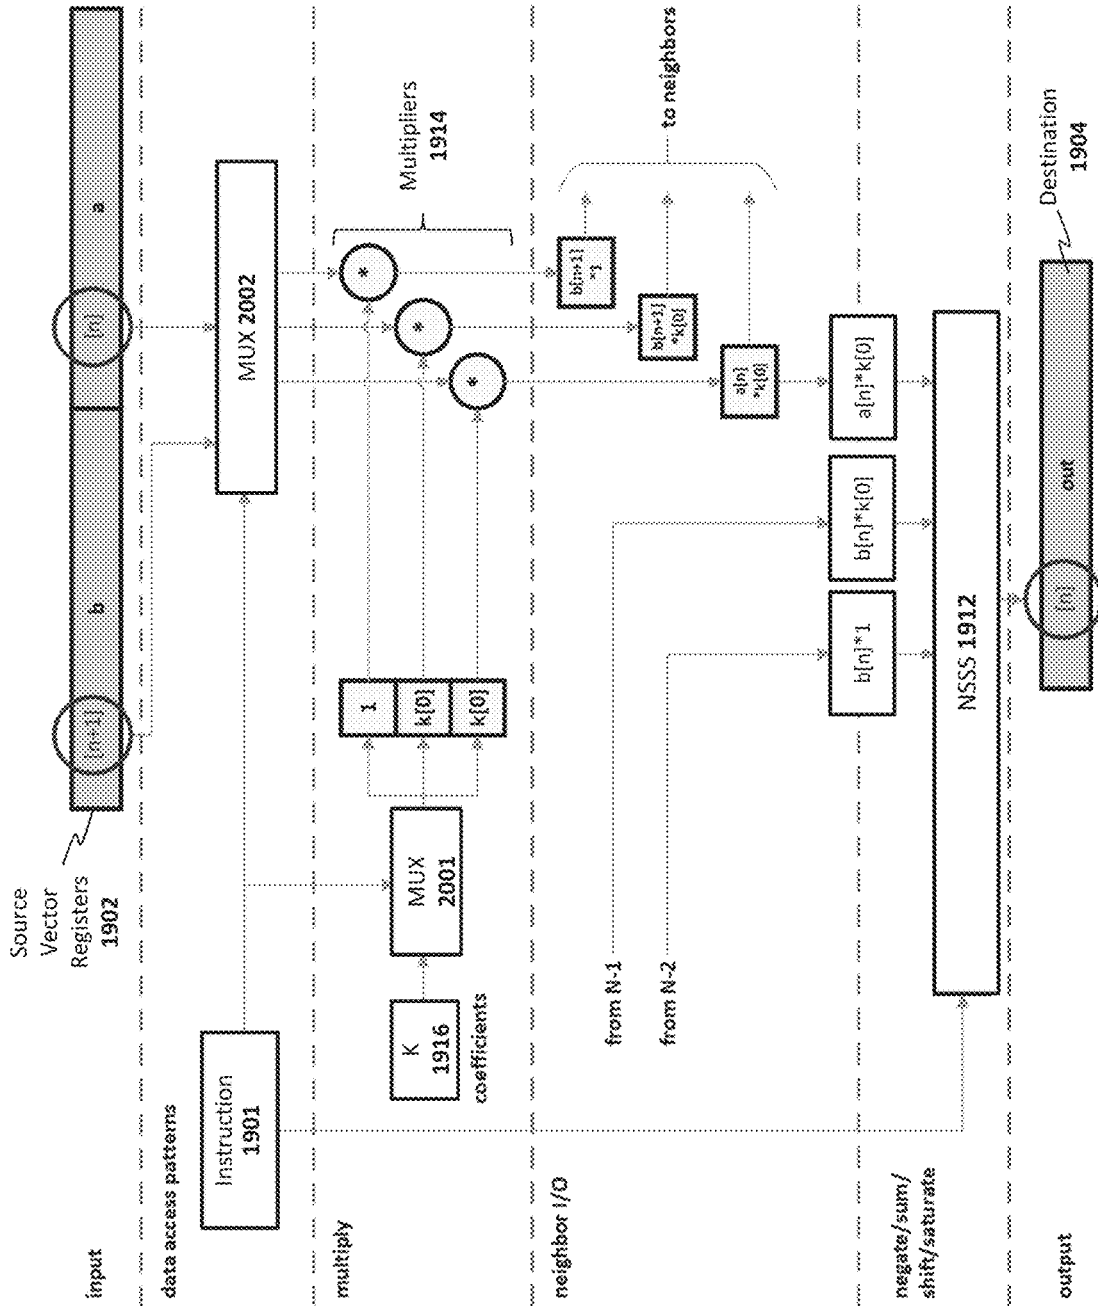 input
Source
Vector
Registers
1902
[n+1]
b
[n]
a
data access patterns
Instruction
1901
MUX 2002
multiply
K
1916
coefficients
MUX
2001
1
k[0]
k[0]
*
*
*
Multipliers
1914
neighbor I/O
from N-1
from N-2
b[n+1]
*1
b[n+1]
*k[0]
a[n]
*k[0]
to neighbors
negate/sum/
shift/saturate
b[n]*1
b[n]*k[0]
a[n]*k[0]
NSSS 1912
output
[n]
out
Destination
1904